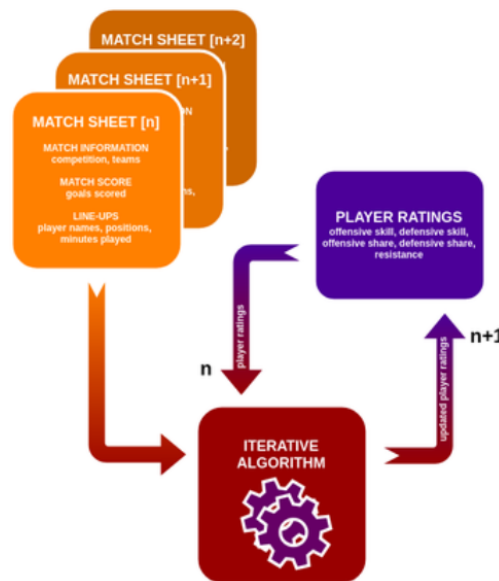 MATCH SHEET [n+2]
MATCH SHEET [n+1]
MATCH SHEET [n]
MATCH INFORMATION
competition, teams
MATCH SCORE
goals scored
LINE-UPS
player names, positions,
minutes played
PLAYER RATINGS
offensive skill, defensive skill,
offensive share, defensive share,
resistance
player ratings
n
updated player ratings
n+1
ITERATIVE
ALGORITHM